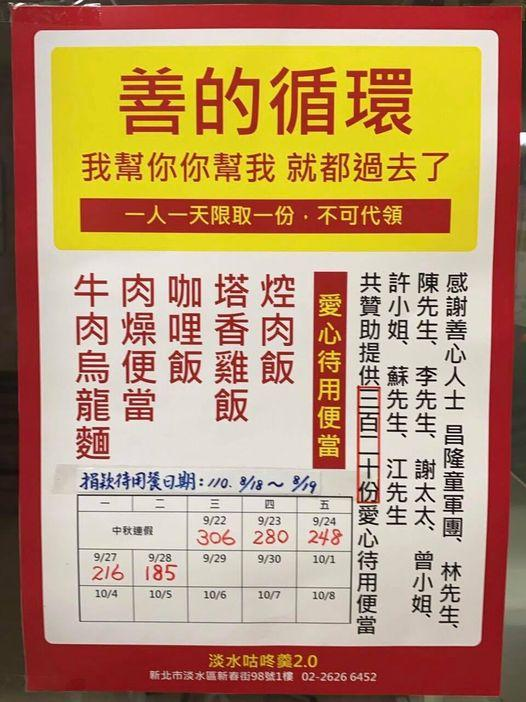 善的循環
我幫你你幫我 就都過去了
一人一天限取一份，不可代領
感謝善心人士 昌隆童軍團、林先生、
陳先生、李先生、謝太太、曾小姐、
許小姐、蘇先生、江先生
共贊助提供三百二十份愛心待用便當
愛心待用便當
焢肉飯
塔香雞飯
咖哩飯
肉燥便當
牛肉烏龍麵
捐款待用餐日期：110. 8/18～8/19
一 二 三 四 五
中秋連假 9/22 9/23 9/24
306 280 248
9/27 9/28 9/29 9/30 10/1
216 185
10/4 10/5 10/6 10/7 10/8
淡水咕咚羹2.0
新北市淡水區新春街98號1樓 02-2626 6452